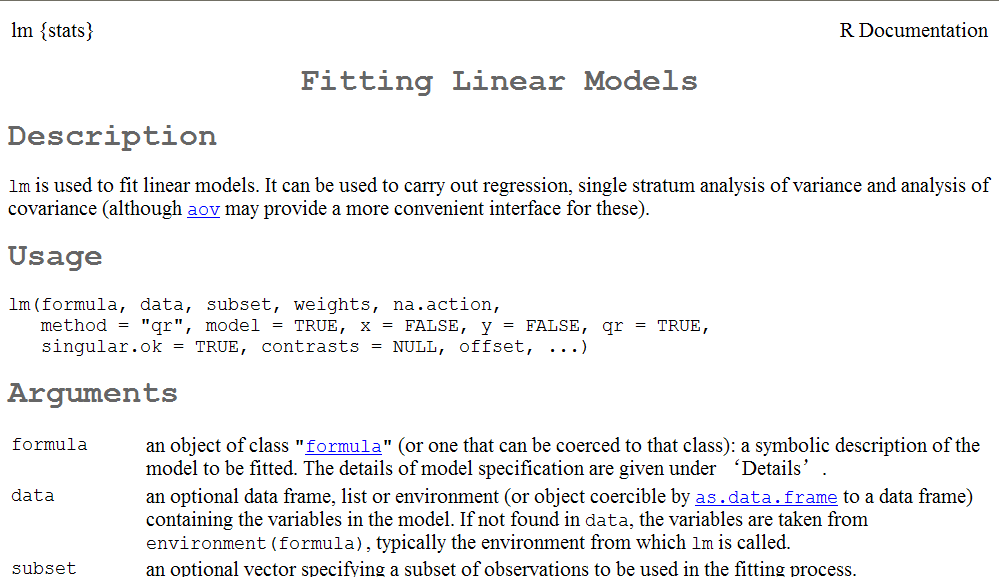 lm {stats} R Documentation
Fitting Linear Models
Description
lm is used to fit linear models. It can be used to carry out regression, single stratum analysis of variance and analysis of
covariance (although aov may provide a more convenient interface for these).
Usage
lm(formula, data, subset, weights, na.action,
   method = "qr", model = TRUE, x = FALSE, y = FALSE, qr = TRUE,
   singular.ok = TRUE, contrasts = NULL, offset, ...)
Arguments
formula an object of class "formula" (or one that can be coerced to that class): a symbolic description of the
model to be fitted. The details of model specification are given under ‘Details’.
data an optional data frame, list or environment (or object coercible by as.data.frame to a data frame)
containing the variables in the model. If not found in data, the variables are taken from
environment(formula), typically the environment from which lm is called.
subset an optional vector specifying a subset of observations to be used in the fitting process.